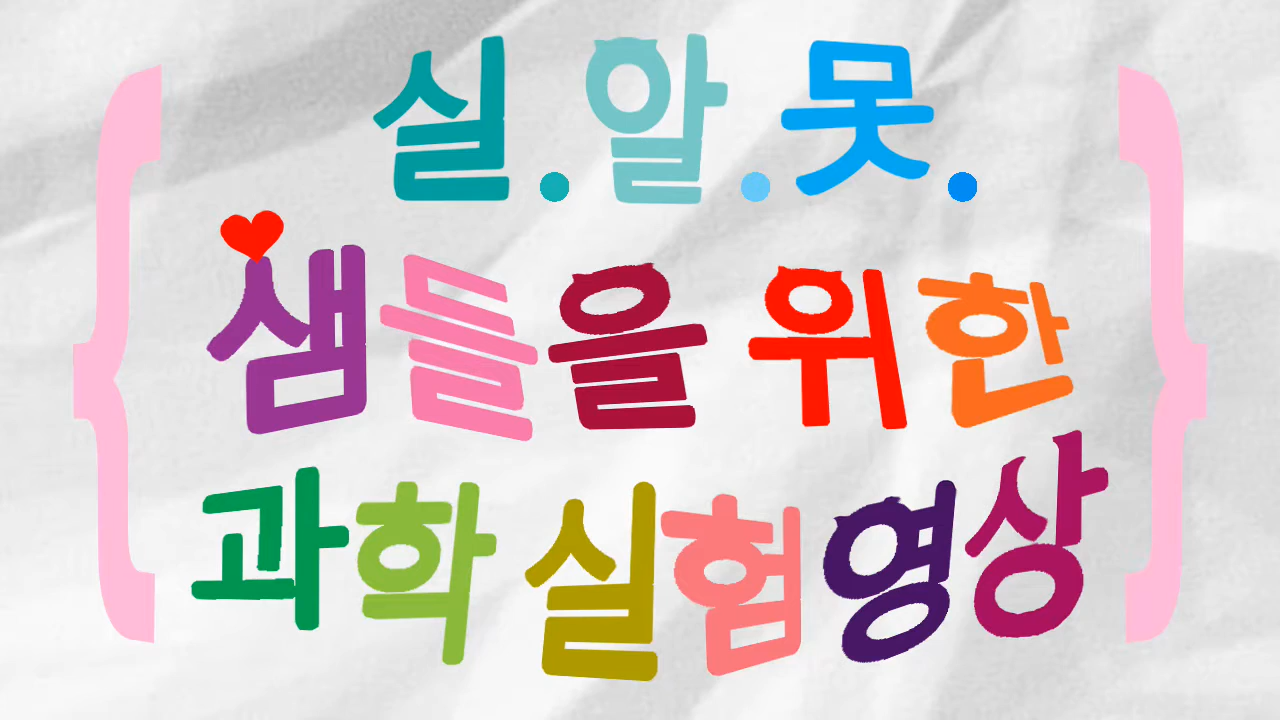 실.알.못.
샘들을 위한
과학 실험영상